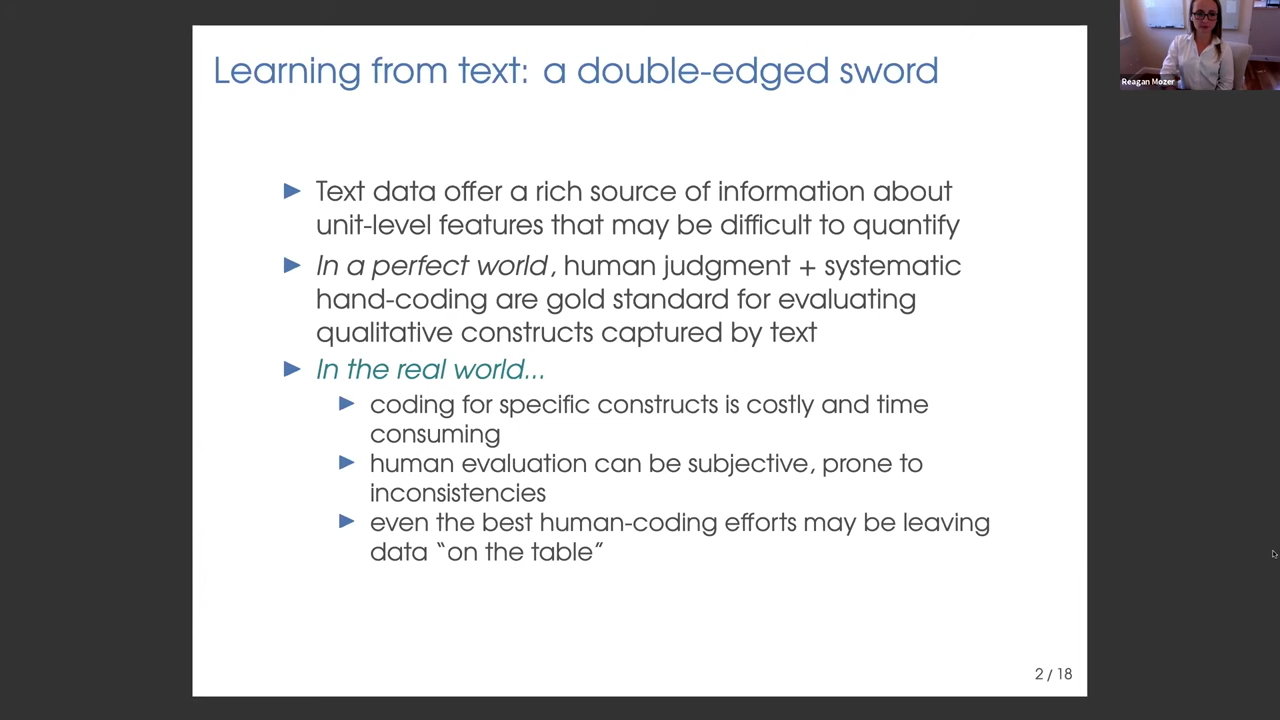 Learning from text: a double-edged sword
Reagan Mozer
Text data offer a rich source of information about
unit-level features that may be difficult to quantify
In a perfect world, human judgment + systematic
hand-coding are gold standard for evaluating
qualitative constructs captured by text
In the real world...
coding for specific constructs is costly and time
consuming
human evaluation can be subjective, prone to
inconsistencies
even the best human-coding efforts may be leaving
data “on the table”
2 / 18